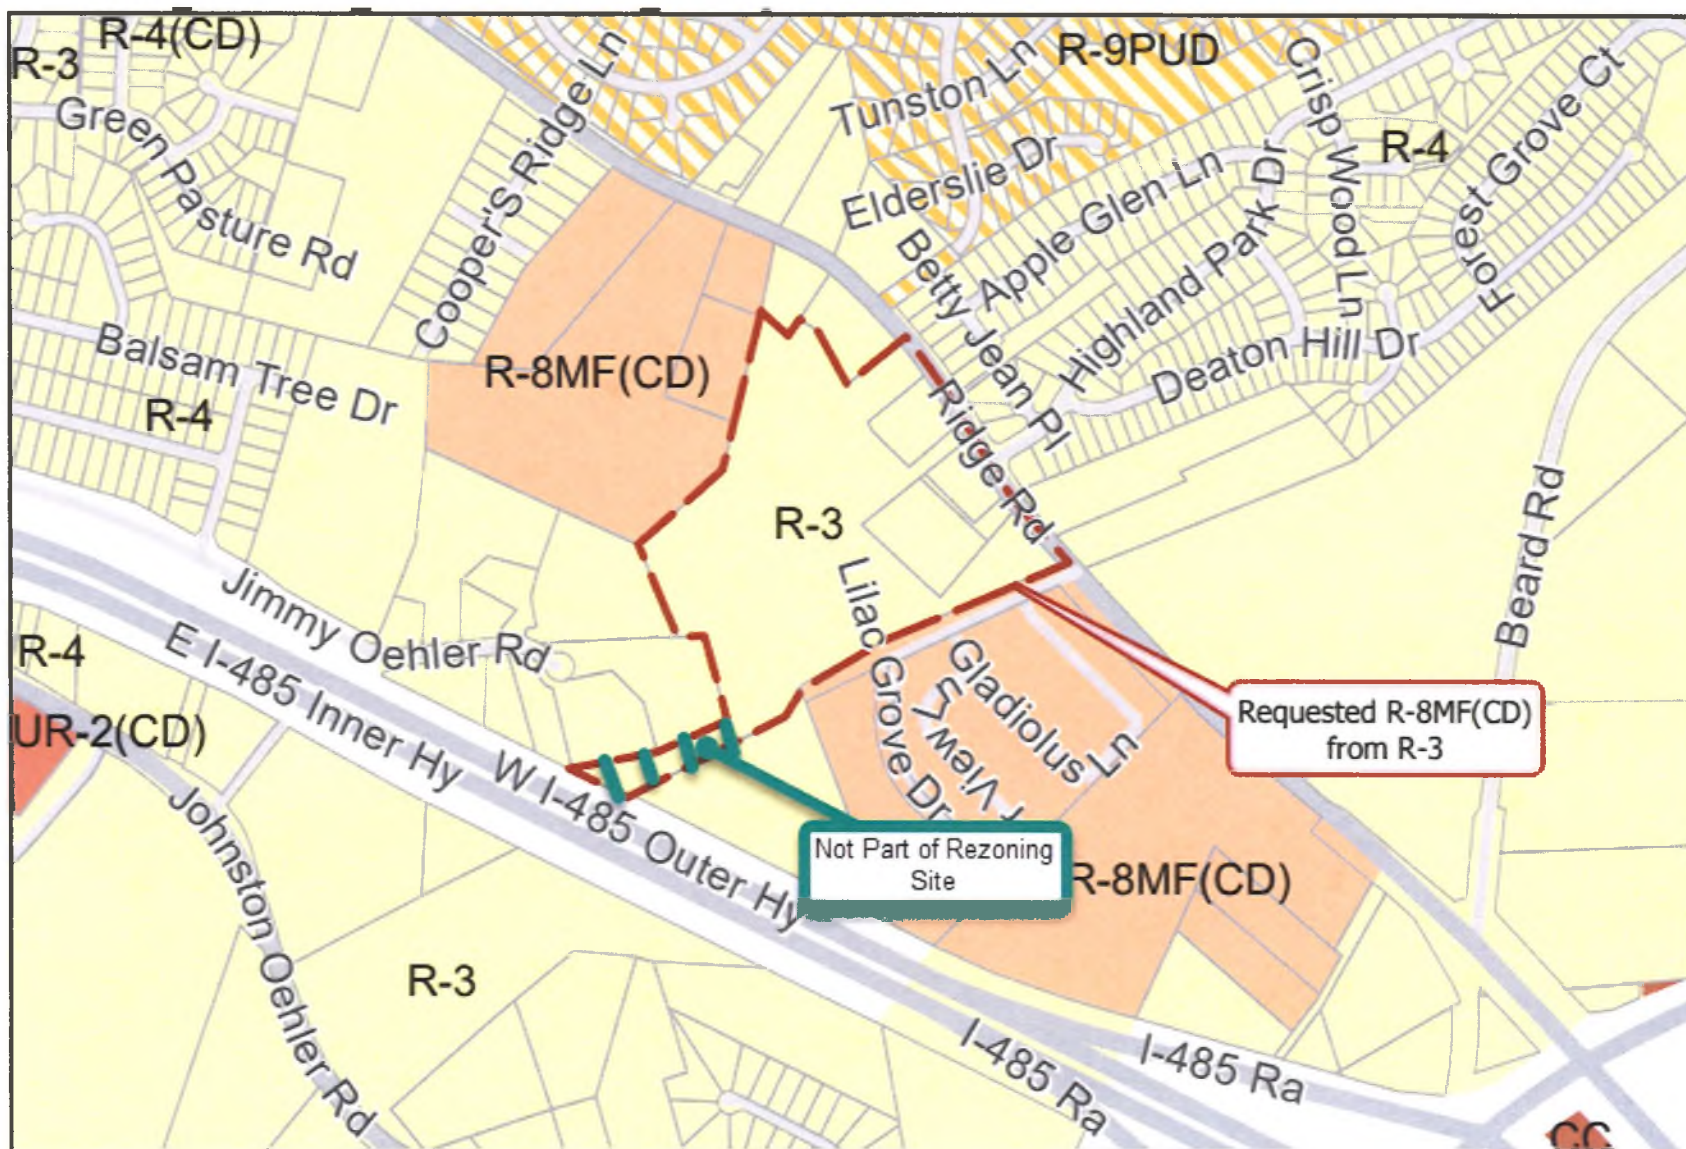 R-4(CD)
R-3
R-9PUD
Tunston Ln
Crisp Wood Ln
Forest Grove Ct
Green Pasture Rd
Cooper'S Ridge Ln
Elderslie Dr
R-4
Apple Glen Ln
Highland Park Dr
Betty Jean Pl
Balsam Tree Dr
R-4
R-8MF(CD)
Deaton Hill Dr
Ridge Rd
R-3
Beard Rd
Jimmy Oehler Rd
Lilac Grove Dr
Gladiolus Ln
View Ln
R-4
E I-485 Inner Hy
UR-2(CD)
W I-485 Outer Hy
Requested R-8MF(CD)
from R-3
Not Part of Rezoning
Site
R-8MF(CD)
Johnston Oehler Rd
R-3
I-485 Ra
I-485 Ra
CC